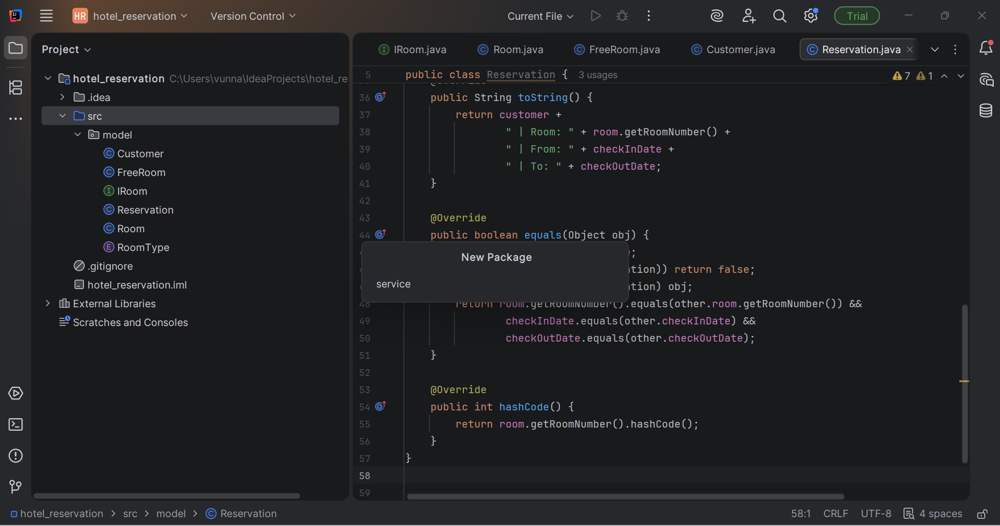 HR hotel_reservation Version Control Current File Trial
Project
hotel_reservation C:\Users\vunna\IdeaProjects\hotel_re
.idea
src
model
Customer
FreeRoom
IRoom
Reservation
Room
RoomType
.gitignore
hotel_reservation.iml
External Libraries
Scratches and Consoles
IRoom.java Room.java FreeRoom.java Customer.java Reservation.java
5 public class Reservation { 3 usages 7 1
36 public String toString() {
37 return customer +
38 " | Room: " + room.getRoomNumber() +
39 " | From: " + checkInDate +
40 " | To: " + checkOutDate;
41 }
42
43 @Override
44 public boolean equals(Object obj) {
;
tion)) return false;
tion) obj;
48 return room.getRoomNumber().equals(other.room.getRoomNumber()) &&
49 checkInDate.equals(other.checkInDate) &&
50 checkOutDate.equals(other.checkOutDate);
51 }
52
53 @Override
54 public int hashCode() {
55 return room.getRoomNumber().hashCode();
56 }
57 }
58
59
New Package
service
hotel_reservation > src > model > Reservation 58:1 CRLF UTF-8 4 spaces